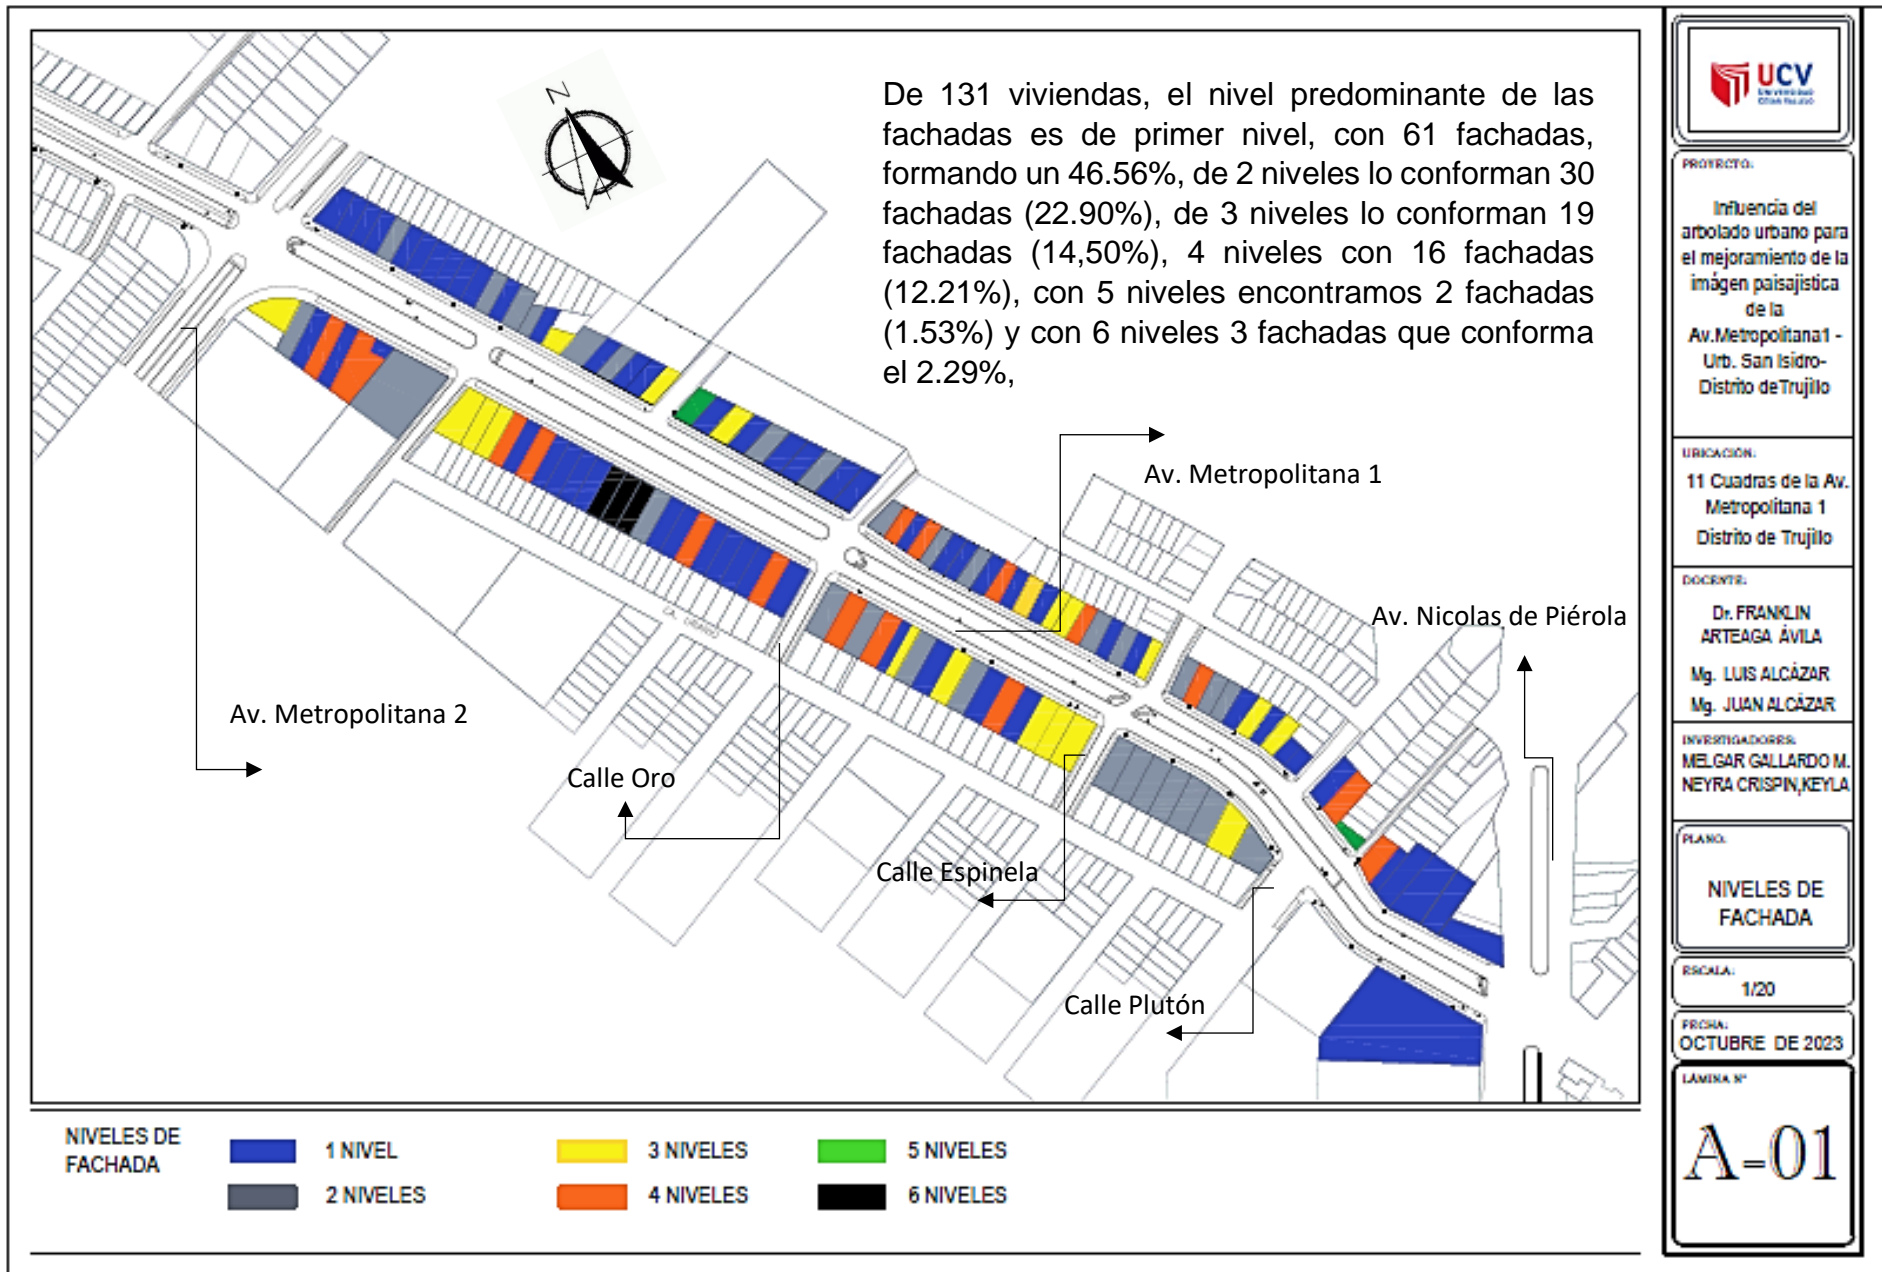 De 131 viviendas, el nivel predominante de las
fachadas es de primer nivel, con 61 fachadas,
formando un 46.56%, de 2 niveles lo conforman 30
fachadas (22.90%), de 3 niveles lo conforman 19
fachadas (14,50%), 4 niveles con 16 fachadas
(12.21%), con 5 niveles encontramos 2 fachadas
(1.53%) y con 6 niveles 3 fachadas que conforma
el 2.29%,
N
Av. Metropolitana 1
Av. Nicolas de Piérola
Av. Metropolitana 2
Calle Oro
Calle Espinela
Calle Plutón
NIVELES DE
FACHADA
1 NIVEL
2 NIVELES
3 NIVELES
4 NIVELES
5 NIVELES
6 NIVELES
UCV
UNIVERSIDAD
CÉSAR VALLEJO
PROYECTO:
Influencia del
arbolado urbano para
el mejoramiento de la
imágen paisajistica
de la
Av.Metropolitana1 -
Urb. San Isidro-
Distrito de Trujillo
UBICACIÓN:
11 Cuadras de la Av.
Metropolitana 1
Distrito de Trujillo
DOCENTE:
Dr. FRANKLIN
ARTEAGA ÁVILA
Mg. LUIS ALCÁZAR
Mg. JUAN ALCÁZAR
INVESTIGADORES:
MELGAR GALLARDO M.
NEYRA CRISPIN,KEYLA
PLANO:
NIVELES DE
FACHADA
ESCALA:
1/20
FECHA:
OCTUBRE DE 2023
LÁMINA N°
A-01